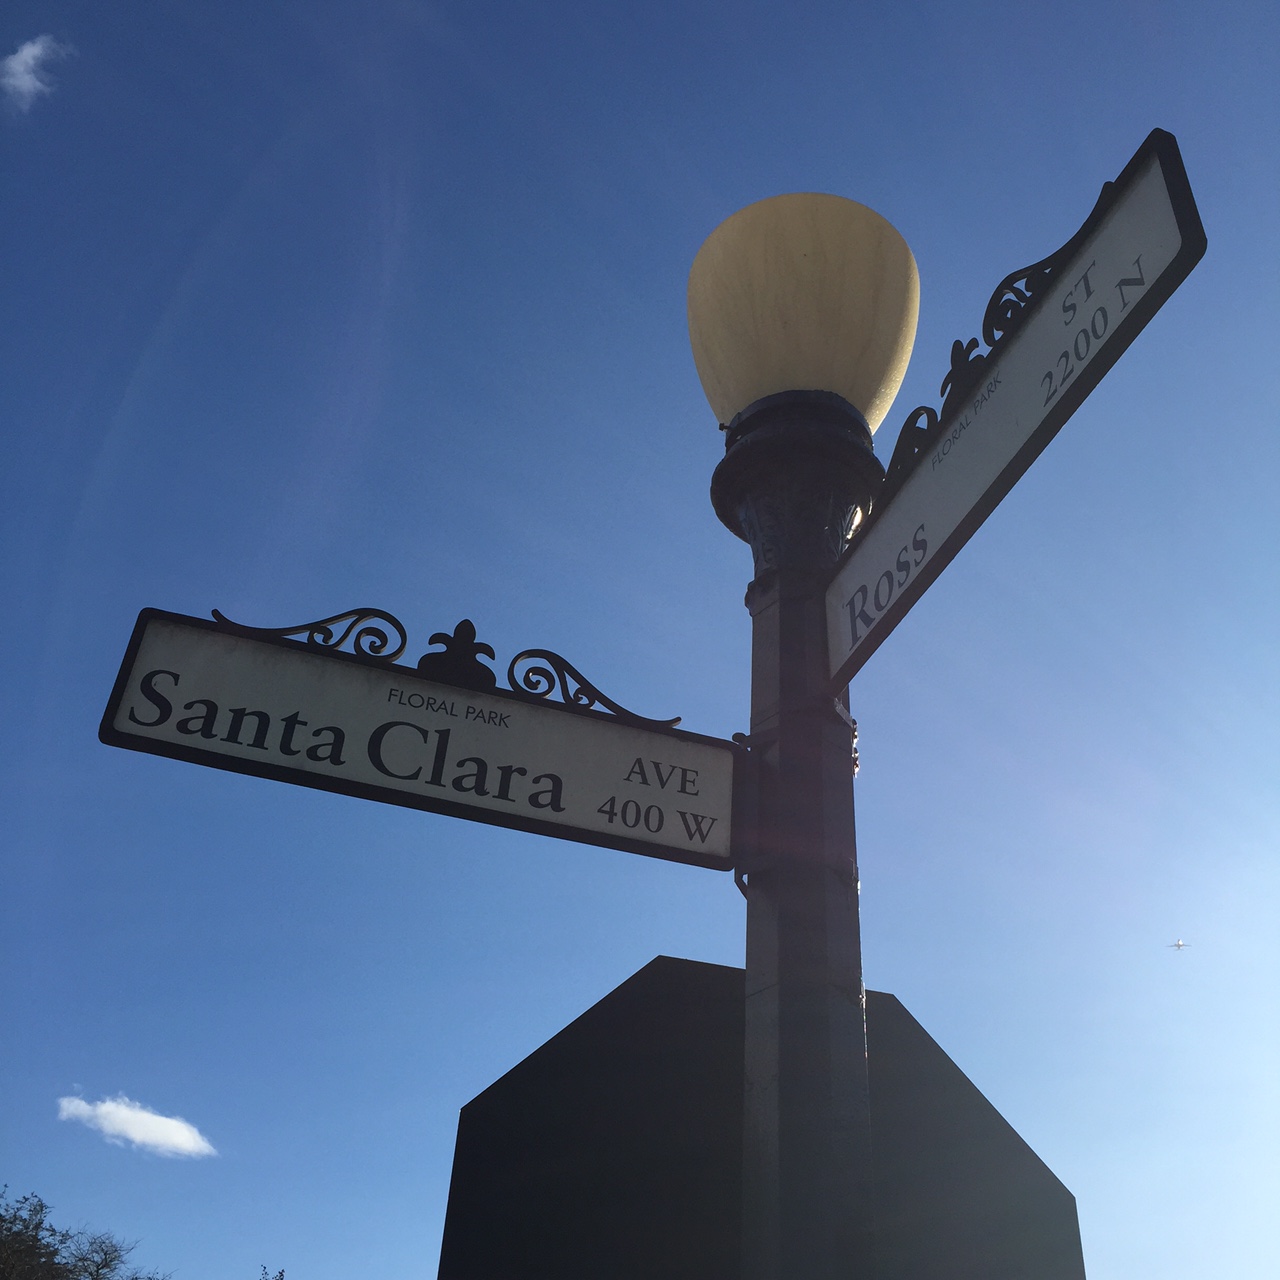 FLORAL PARK
Santa Clara AVE
400 W
FLORAL PARK
Ross ST
2200 N